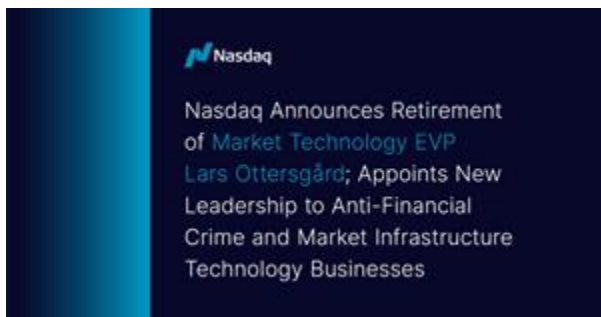 Nasdaq
Nasdaq Announces Retirement
of Market Technology EVP
Lars Ottersgård; Appoints New
Leadership to Anti-Financial
Crime and Market Infrastructure
Technology Businesses